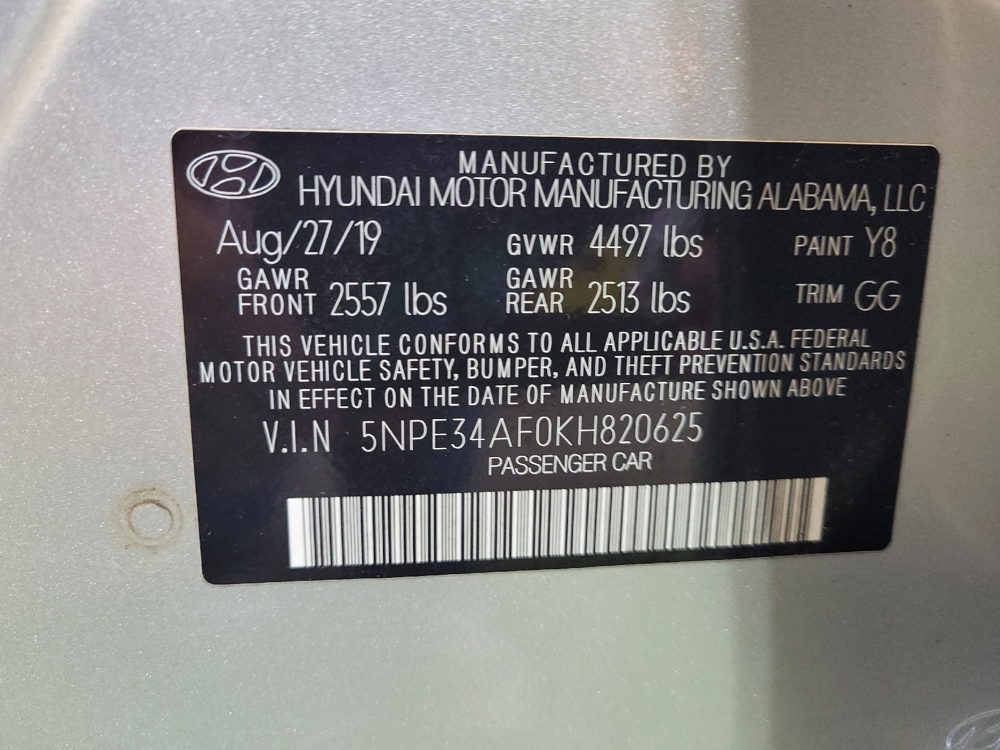 MANUFACTURED BY
HYUNDAI MOTOR MANUFACTURING ALABAMA, LLC
Aug/27/19 GVWR 4497 lbs PAINT Y8
GAWR FRONT 2557 lbs GAWR REAR 2513 lbs TRIM GG
THIS VEHICLE CONFORMS TO ALL APPLICABLE U.S.A. FEDERAL
MOTOR VEHICLE SAFETY, BUMPER, AND THEFT PREVENTION STANDARDS
IN EFFECT ON THE DATE OF MANUFACTURE SHOWN ABOVE
V.I.N 5NPE34AF0KH820625
PASSENGER CAR